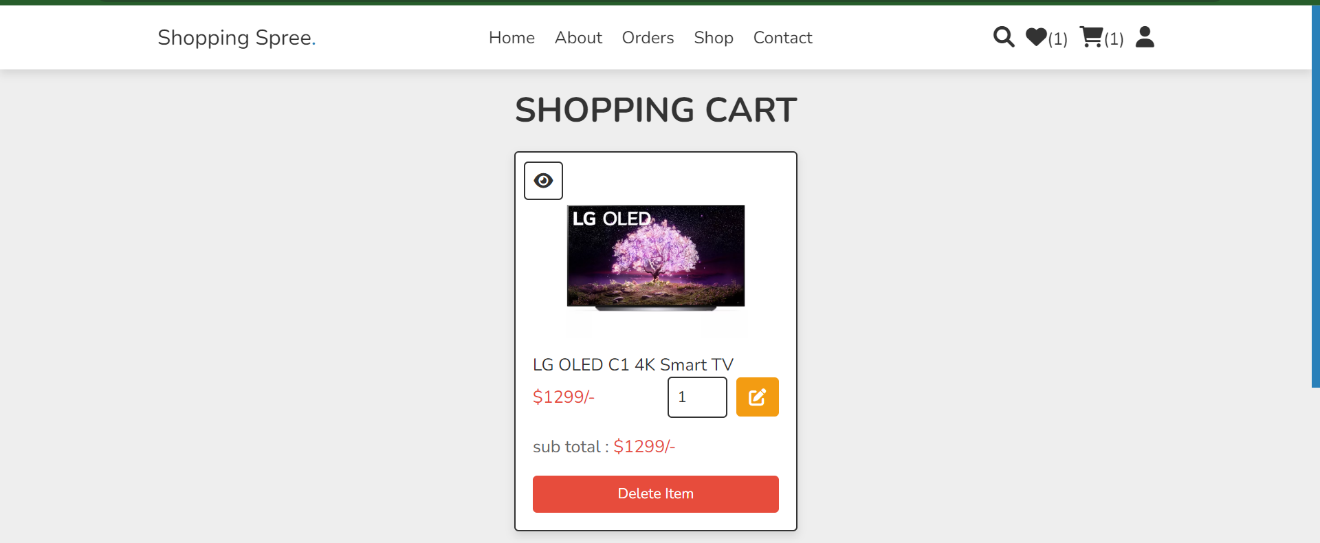 Shopping Spree.
Home About Orders Shop Contact
(1) (1)
SHOPPING CART
LG OLED
LG OLED C1 4K Smart TV
$1299/-
1
sub total : $1299/-
Delete Item